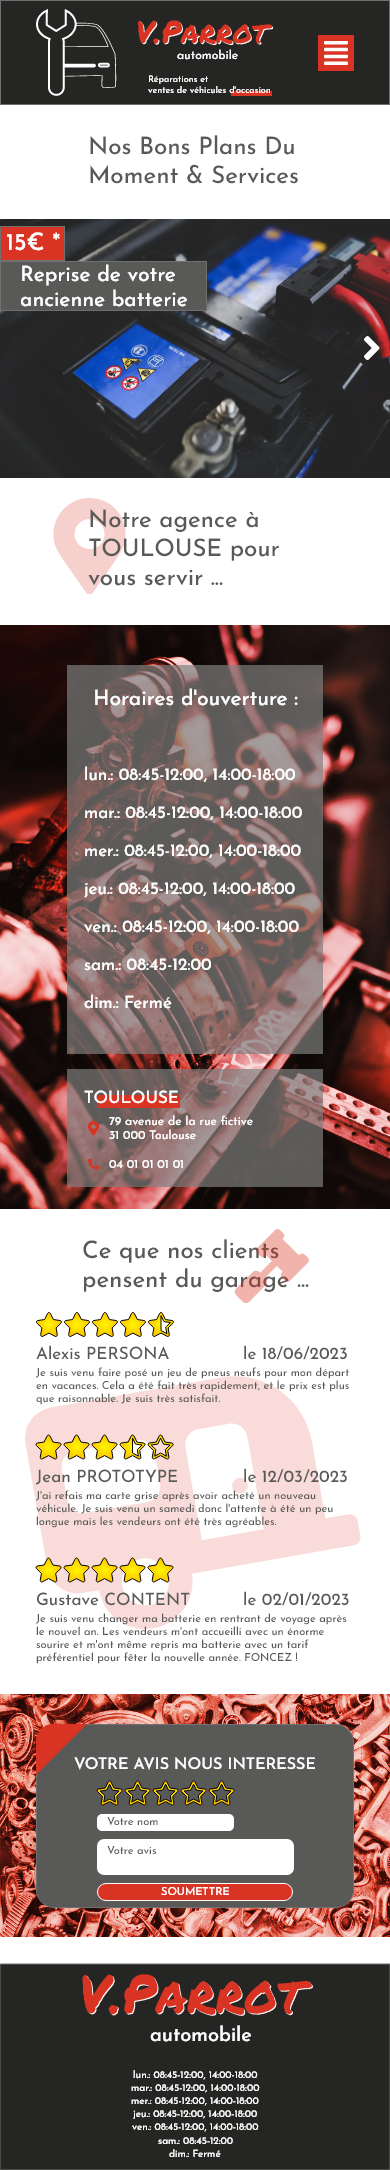 V.PARROT
automobile
Réparations et
ventes de véhicules d'occasion
Nos Bons Plans Du
Moment & Services
15€ *
Reprise de votre
ancienne batterie
Notre agence à
TOULOUSE pour
vous servir ...
Horaires d'ouverture :
lun.: 08:45-12:00, 14:00-18:00
mar.: 08:45-12:00, 14:00-18:00
mer.: 08:45-12:00, 14:00-18:00
jeu.: 08:45-12:00, 14:00-18:00
ven.: 08:45-12:00, 14:00-18:00
sam.: 08:45-12:00
dim.: Fermé
TOULOUSE
79 avenue de la rue fictive
31 000 Toulouse
04 01 01 01 01
Ce que nos clients
pensent du garage ...
Alexis PERSONA le 18/06/2023
Je suis venu faire posé un jeu de pneus neufs pour mon départ
en vacances. Cela a été fait très rapidement, et le prix est plus
que raisonnable. Je suis très satisfait.
Jean PROTOTYPE le 12/03/2023
J'ai refais ma carte grise après avoir acheté un nouveau
véhicule. Je suis venu un samedi donc l'attente à été un peu
longue mais les vendeurs ont été très agréables.
Gustave CONTENT le 02/01/2023
Je suis venu changer ma batterie en rentrant de voyage après
le nouvel an. Les vendeurs m'ont accueilli avec un énorme
sourire et m'ont même repris ma batterie avec un tarif
préférentiel pour fêter la nouvelle année. FONCEZ !
VOTRE AVIS NOUS INTERESSE
Votre nom
Votre avis
SOUMETTRE
V.PARROT
automobile
lun.: 08:45-12:00, 14:00-18:00
mar.: 08:45-12:00, 14:00-18:00
mer.: 08:45-12:00, 14:00-18:00
jeu.: 08:45-12:00, 14:00-18:00
ven.: 08:45-12:00, 14:00-18:00
sam.: 08:45-12:00
dim.: Fermé